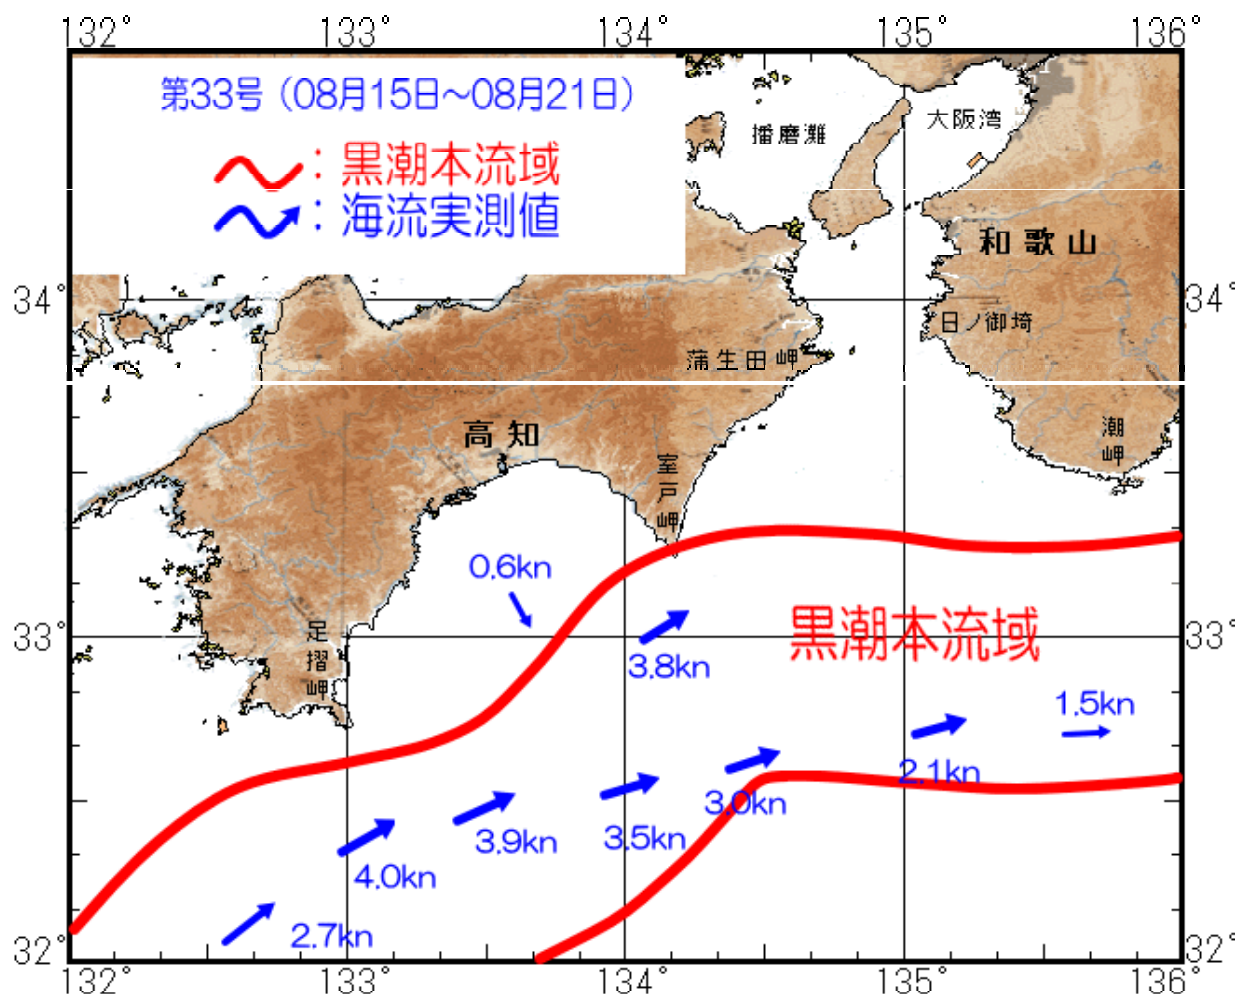 132° 133° 134° 135° 136°
第33号（08月15日～08月21日）
：黒潮本流域
：海流実測値
播磨灘
大阪湾
和歌山
34° 34°
日ノ御埼
蒲生田岬
高知
潮岬
室戸岬
0.6kn
足摺岬
33° 33°
黒潮本流域
3.8kn
1.5kn
2.1kn
3.0kn
3.9kn
3.5kn
4.0kn
2.7kn
32° 32°
132° 133° 134° 135° 136°